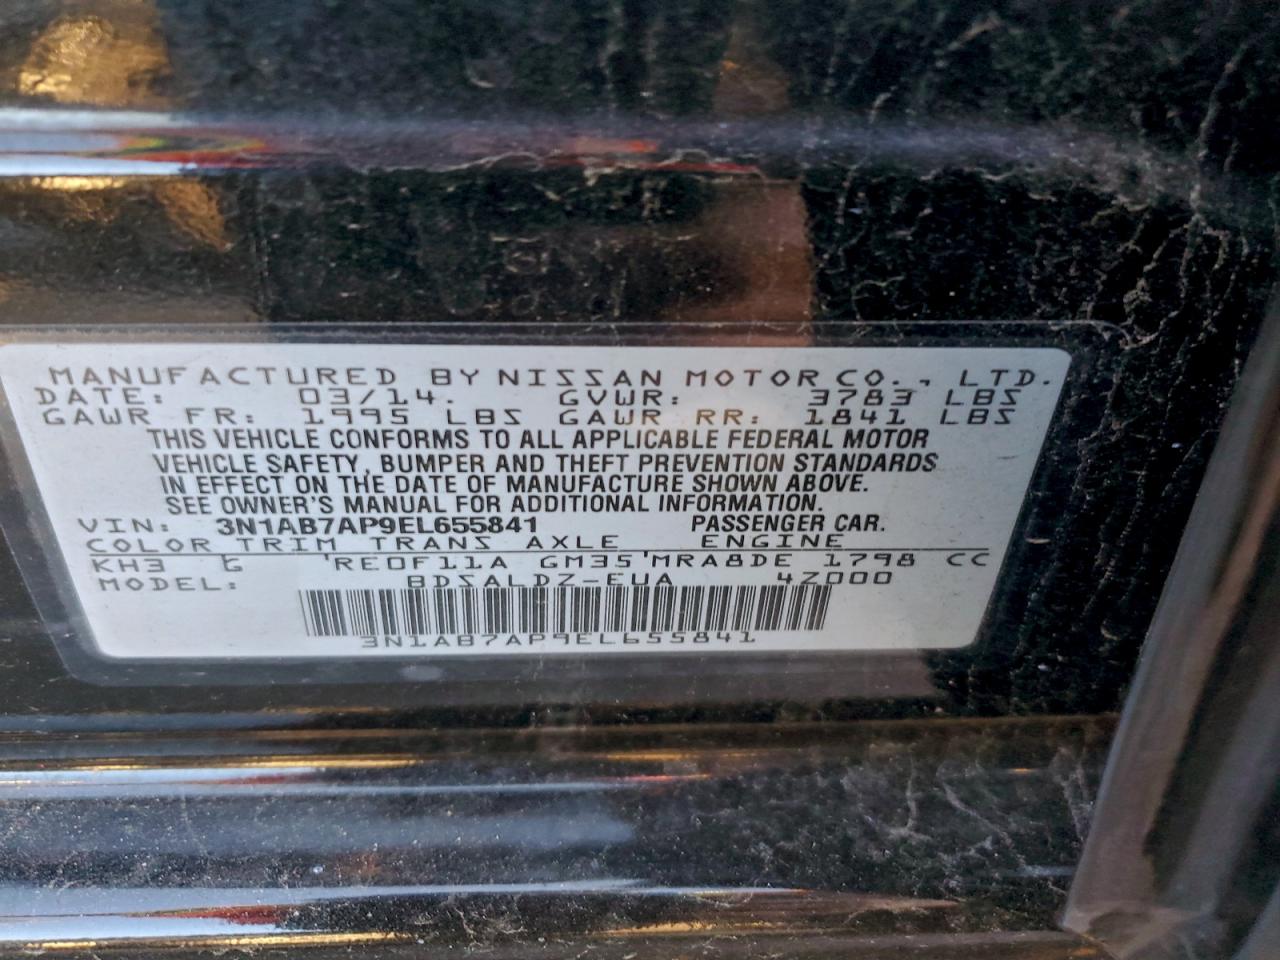 MANUFACTURED BY NISSAN MOTOR CO., LTD.
DATE: 03/14. GVWR: 3783 LBS
GAWR FR: 1995 LBS GAWR RR: 1841 LBS
THIS VEHICLE CONFORMS TO ALL APPLICABLE FEDERAL MOTOR
VEHICLE SAFETY, BUMPER AND THEFT PREVENTION STANDARDS
IN EFFECT ON THE DATE OF MANUFACTURE SHOWN ABOVE.
SEE OWNER'S MANUAL FOR ADDITIONAL INFORMATION.
VIN: 3N1AB7AP9EL655841 PASSENGER CAR.
COLOR TRIM TRANS AXLE ENGINE
KH3 G 'RE0F11A GM35'MRA8DE 1798 CC
MODEL: BDSALDZ-EUA 4Z000
3N1AB7AP9EL655841